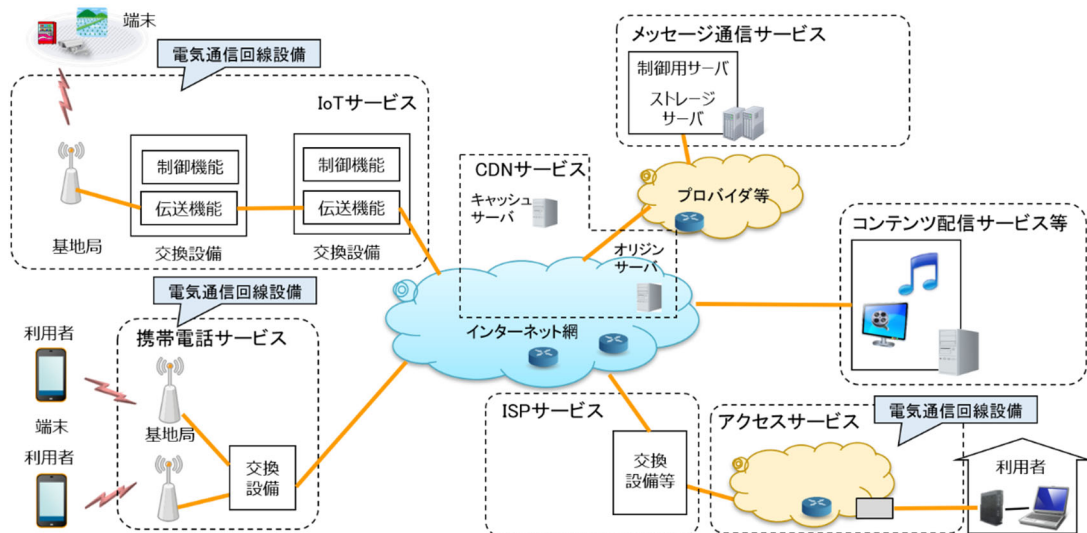 端末
電気通信回線設備
IoTサービス
制御機能
伝送機能
交換設備
制御機能
伝送機能
交換設備
基地局
メッセージ通信サービス
制御用サーバ
ストレージ
サーバ
CDNサービス
キャッシュ
サーバ
オリジン
サーバ
プロバイダ等
コンテンツ配信サービス等
インターネット網
電気通信回線設備
携帯電話サービス
利用者
端末
利用者
基地局
交換
設備
ISPサービス
交換
設備等
アクセスサービス
電気通信回線設備
利用者